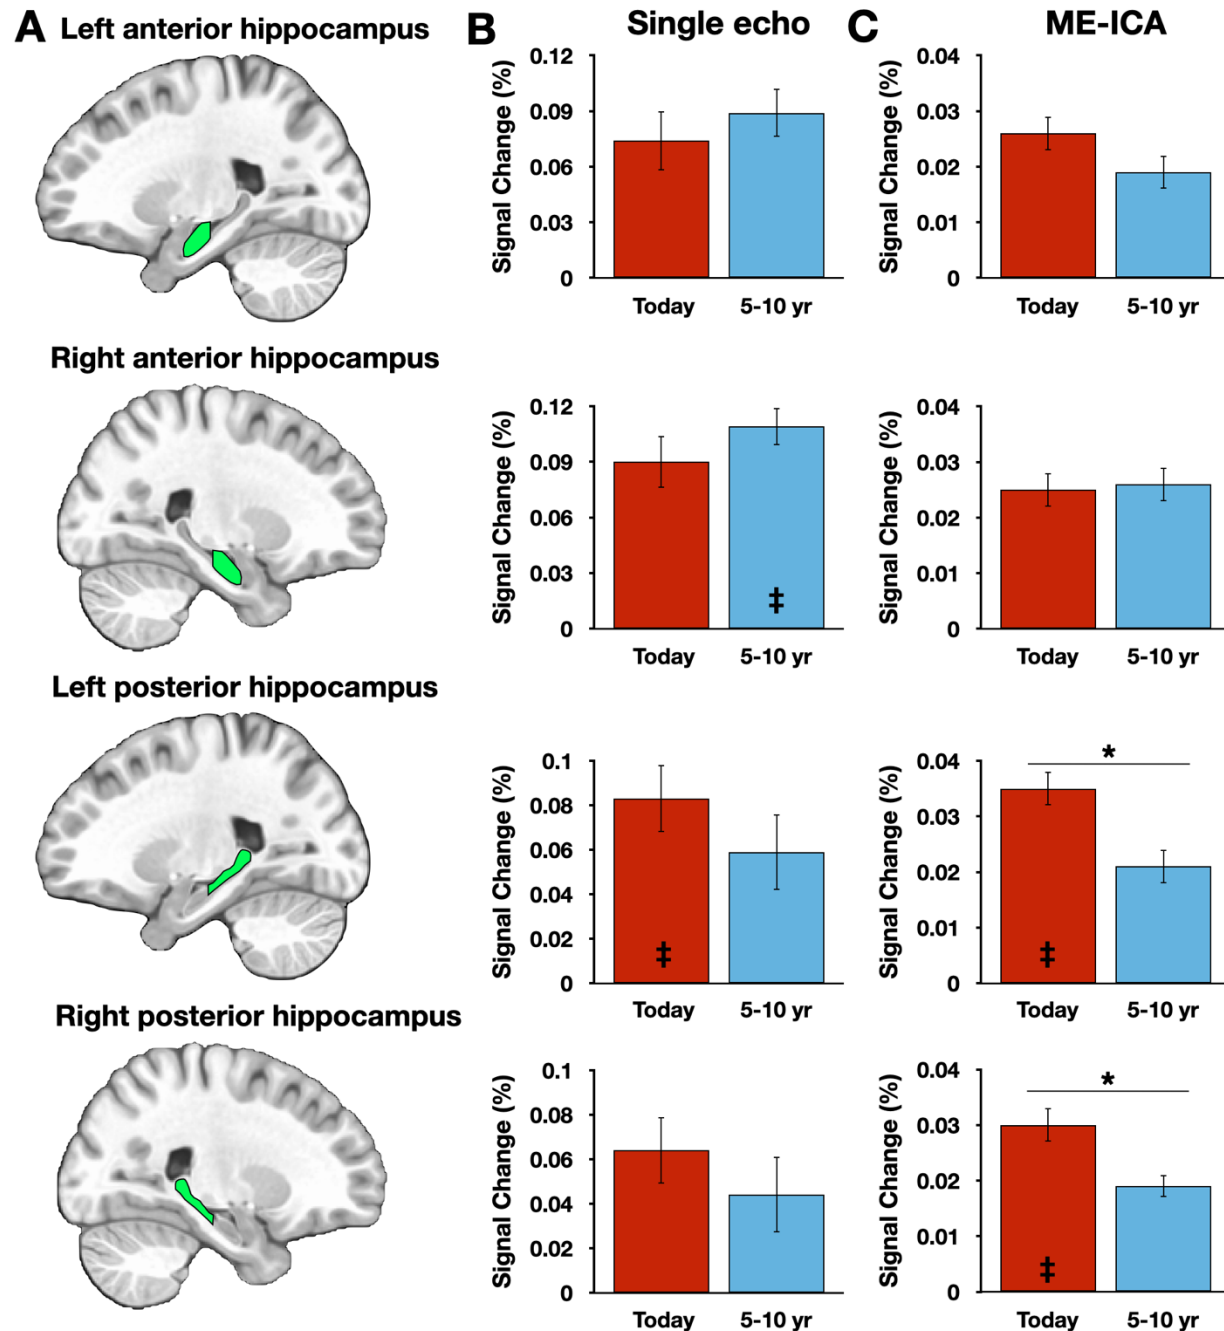 A Left anterior hippocampus
B Single echo
C ME-ICA
Signal Change (%)
0.12
0.09
0.06
0.03
0
Today 5-10 yr
Signal Change (%)
0.04
0.03
0.02
0.01
0
Today 5-10 yr
Right anterior hippocampus
Signal Change (%)
0.12
0.09
0.06
0.03
0
‡
Today 5-10 yr
Signal Change (%)
0.04
0.03
0.02
0.01
0
Today 5-10 yr
Left posterior hippocampus
Signal Change (%)
0.1
0.08
0.06
0.04
0.02
0
‡
Today 5-10 yr
Signal Change (%)
0.04
0.03
0.02
0.01
0
*
‡
Today 5-10 yr
Right posterior hippocampus
Signal Change (%)
0.1
0.08
0.06
0.04
0.02
0
Today 5-10 yr
Signal Change (%)
0.04
0.03
0.02
0.01
0
*
‡
Today 5-10 yr